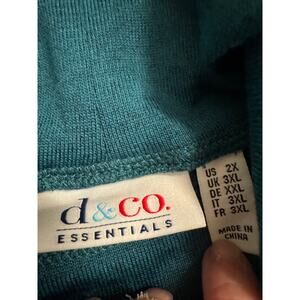 d&co.
ESSENTIALS
US 2X
UK 3XL
DE XXL
IT 3XL
FR 3XL
MADE IN
CHINA